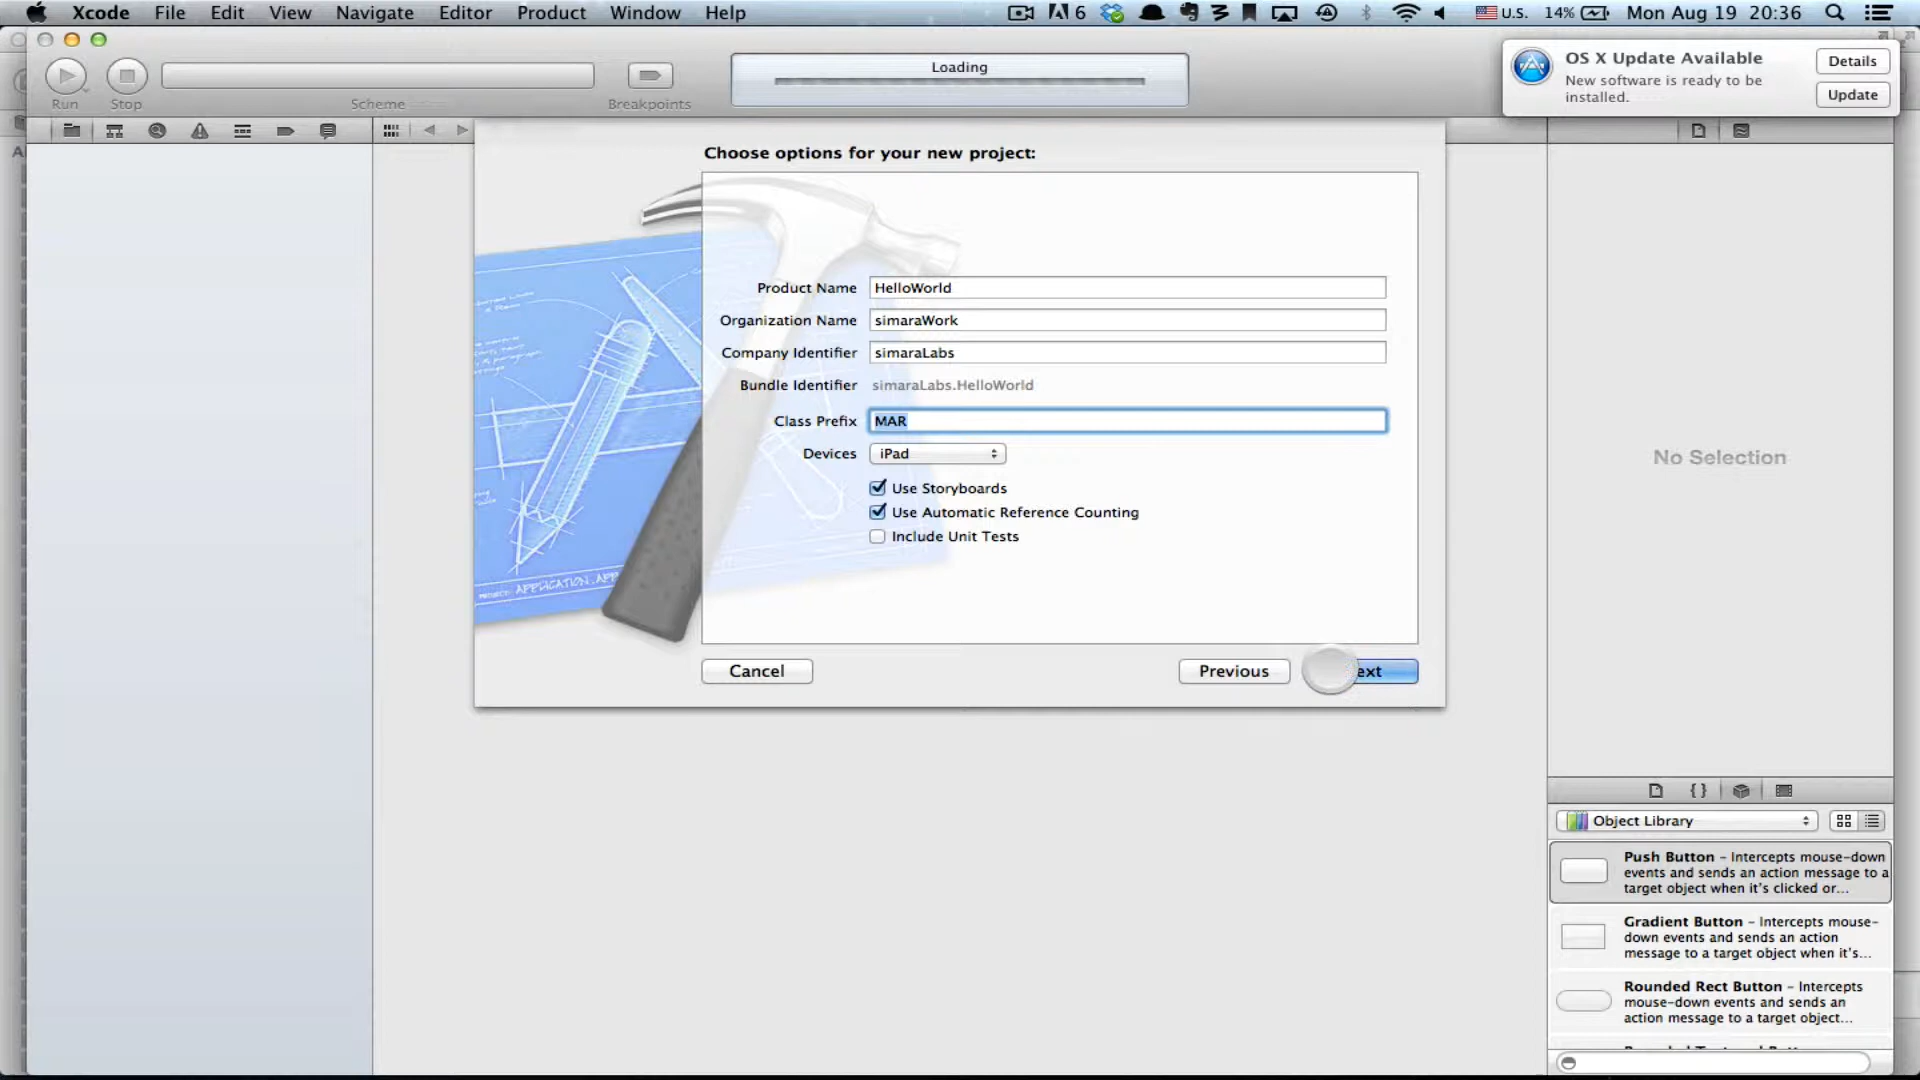 Xcode File Edit View Navigate Editor Product Window Help
6 U.S. 14% Mon Aug 19 20:36
Loading
Run Stop Scheme Breakpoints
OS X Update Available
New software is ready to be
installed.
Details
Update
Choose options for your new project:
Product Name HelloWorld
Organization Name simaraWork
Company Identifier simaraLabs
Bundle Identifier simaraLabs.HelloWorld
Class Prefix MAR
Devices iPad
Use Storyboards
Use Automatic Reference Counting
Include Unit Tests
Cancel Previous ext
No Selection
{ }
Object Library
Push Button - Intercepts mouse-down
events and sends an action message to a
target object when it's clicked or...
Gradient Button - Intercepts mouse-
down events and sends an action
message to a target object when it's...
Rounded Rect Button - Intercepts
mouse-down events and sends an
action message to a target object...